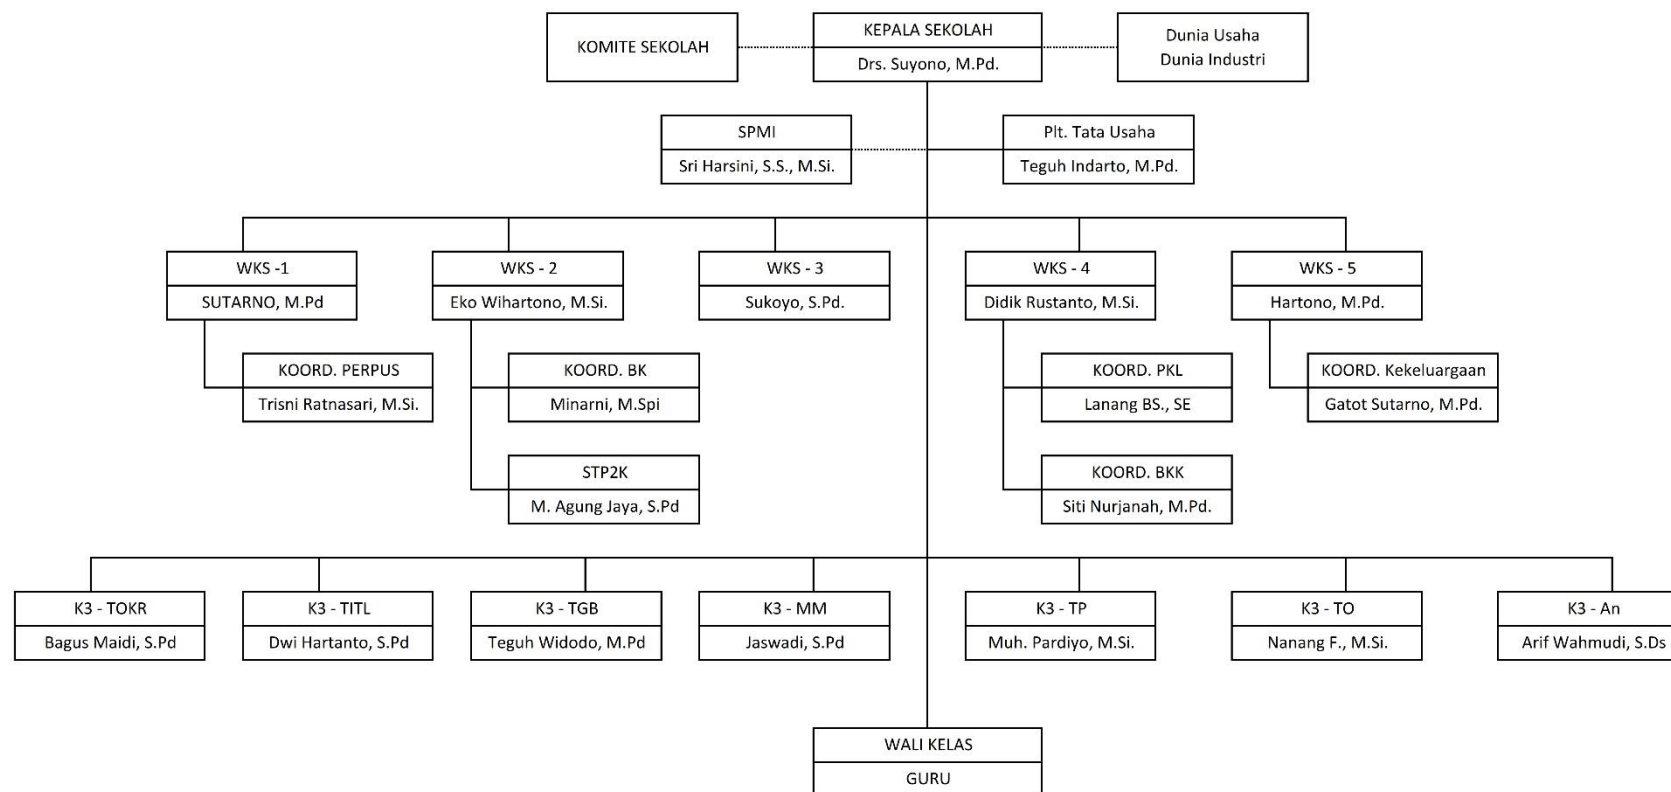 KOMITE SEKOLAH
KEPALA SEKOLAH
Drs. Suyono, M.Pd.
Dunia Usaha
Dunia Industri
SPMI
Sri Harsini, S.S., M.Si.
Plt. Tata Usaha
Teguh Indarto, M.Pd.
WKS -1
SUTARNO, M.Pd
WKS - 2
Eko Wihartono, M.Si.
WKS - 3
Sukoyo, S.Pd.
WKS - 4
Didik Rustanto, M.Si.
WKS - 5
Hartono, M.Pd.
KOORD. PERPUS
Trisni Ratnasari, M.Si.
KOORD. BK
Minarni, M.Spi
KOORD. PKL
Lanang BS., SE
KOORD. Kekeluargaan
Gatot Sutarno, M.Pd.
STP2K
M. Agung Jaya, S.Pd
KOORD. BKK
Siti Nurjanah, M.Pd.
K3 - TOKR
Bagus Maidi, S.Pd
K3 - TITL
Dwi Hartanto, S.Pd
K3 - TGB
Teguh Widodo, M.Pd
K3 - MM
Jaswadi, S.Pd
K3 - TP
Muh. Pardiyo, M.Si.
K3 - TO
Nanang F., M.Si.
K3 - An
Arif Wahmudi, S.Ds
WALI KELAS
GURU